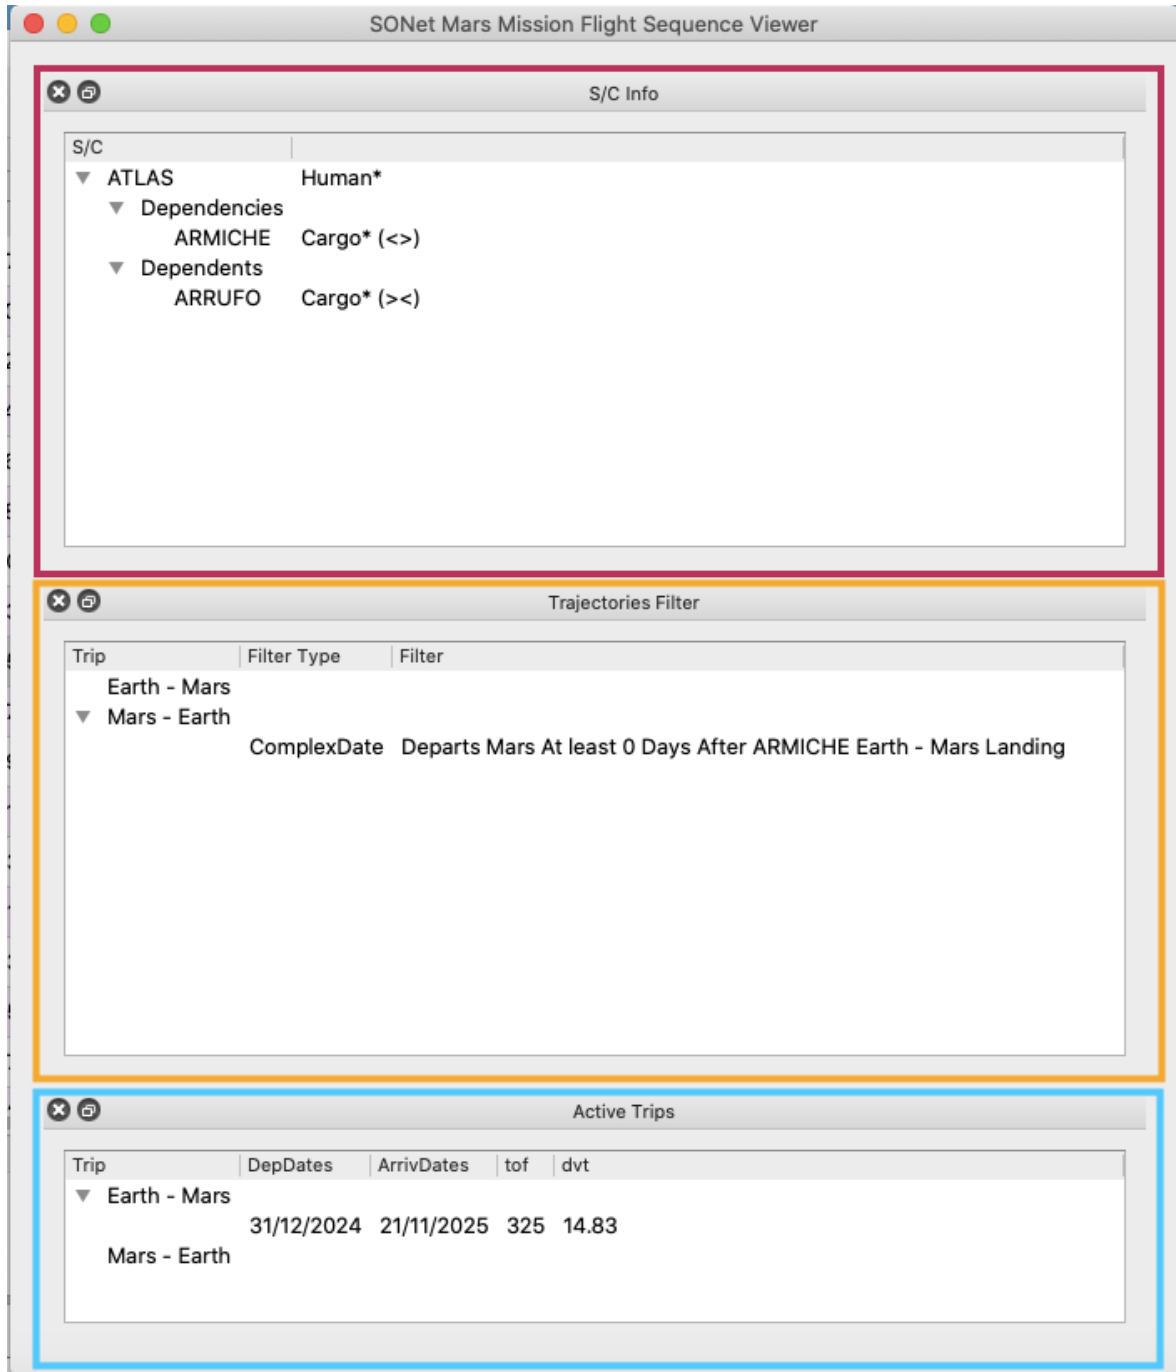 SONet Mars Mission Flight Sequence Viewer
S/C Info
S/C
ATLAS Human*
Dependencies
ARMICHE Cargo* (<>)
Dependents
ARRUFO Cargo* (><)
Trajectories Filter
Trip Filter Type Filter
Earth - Mars
Mars - Earth
ComplexDate Departs Mars At least 0 Days After ARMICHE Earth - Mars Landing
Active Trips
Trip DepDates ArrivDates tof dvt
Earth - Mars
31/12/2024 21/11/2025 325 14.83
Mars - Earth